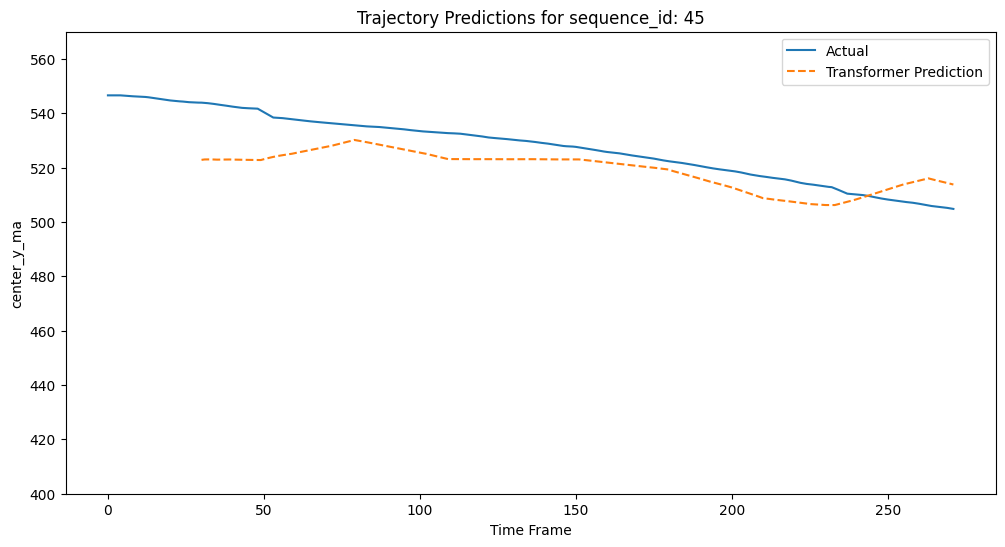 Trajectory Predictions for sequence_id: 45
Actual
Transformer Prediction
center_y_ma
560
540
520
500
480
460
440
420
400
0 50 100 150 200 250
Time Frame